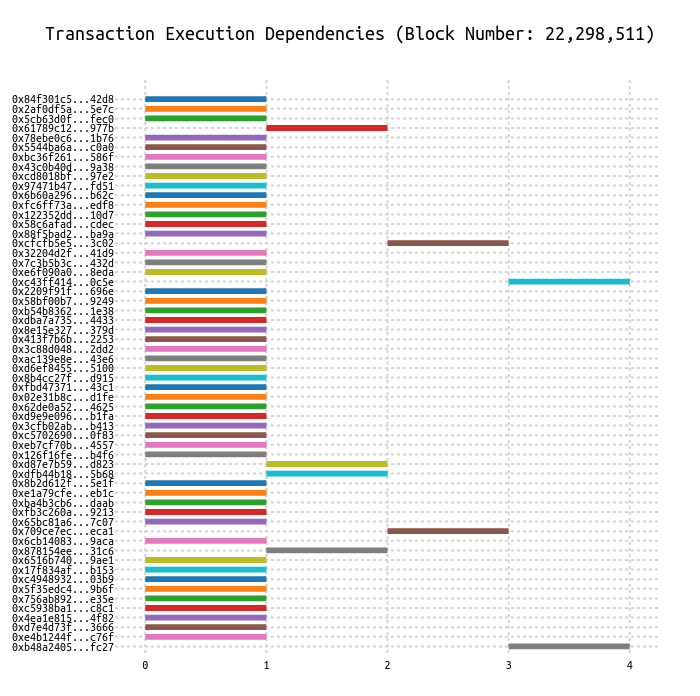 Transaction Execution Dependencies (Block Number: 22,298,511)
0x84f301c5...42d8
0x2af0df5a...5e7c
0x5cb63d0f...fec0
0x61789c12...977b
0x78ebe0c6...1b76
0x5544ba6a...c0a0
0xbc36f261...586f
0x43c0b40d...9a38
0xcd8018bf...97e2
0x97471b47...fd51
0x6b60a296...b62c
0xfc6ff73a...edf8
0x122352dd...10d7
0x58c6afad...cdec
0x88f5bad2...ba9a
0xcfcfb5e5...3c02
0x32204d2f...41d9
0x7c3b5b3c...432d
0xe6f090a0...8eda
0xc43ff414...0c5e
0x2209f91f...696e
0x58bf00b7...9249
0xb54b8362...1e38
0xdba7a735...4433
0x8e15e327...379d
0x413f7b6b...2253
0x3c88d048...2dd2
0xac139e8e...43e6
0xd6ef8455...5100
0x8b4cc27f...d915
0xfbd47371...43c1
0x02e31b8c...d1fe
0x62de0a52...4625
0xd9e9e096...b1fa
0x3cfb02ab...b413
0xc5702690...0f83
0xeb7cf70b...4557
0x126f16fe...b4f6
0xd87e7b59...d823
0xdfb44b18...5b68
0x8b2d612f...5e1f
0xe1a79cfe...eb1c
0xba4b3cb6...daab
0xfb3c260a...9213
0x65bc81a6...7c07
0x709ce7ec...eca1
0x6cb14083...9aca
0x878154ee...31c6
0x6516b740...9ae1
0x17f834af...b153
0xc4948932...03b9
0x5f35edc4...9b6f
0x756ab892...e35e
0xc5938ba1...c8c1
0x4ea1e815...4f82
0xd7e4d73f...3666
0xe4b1244f...c76f
0xb48a2405...fc27
0 1 2 3 4